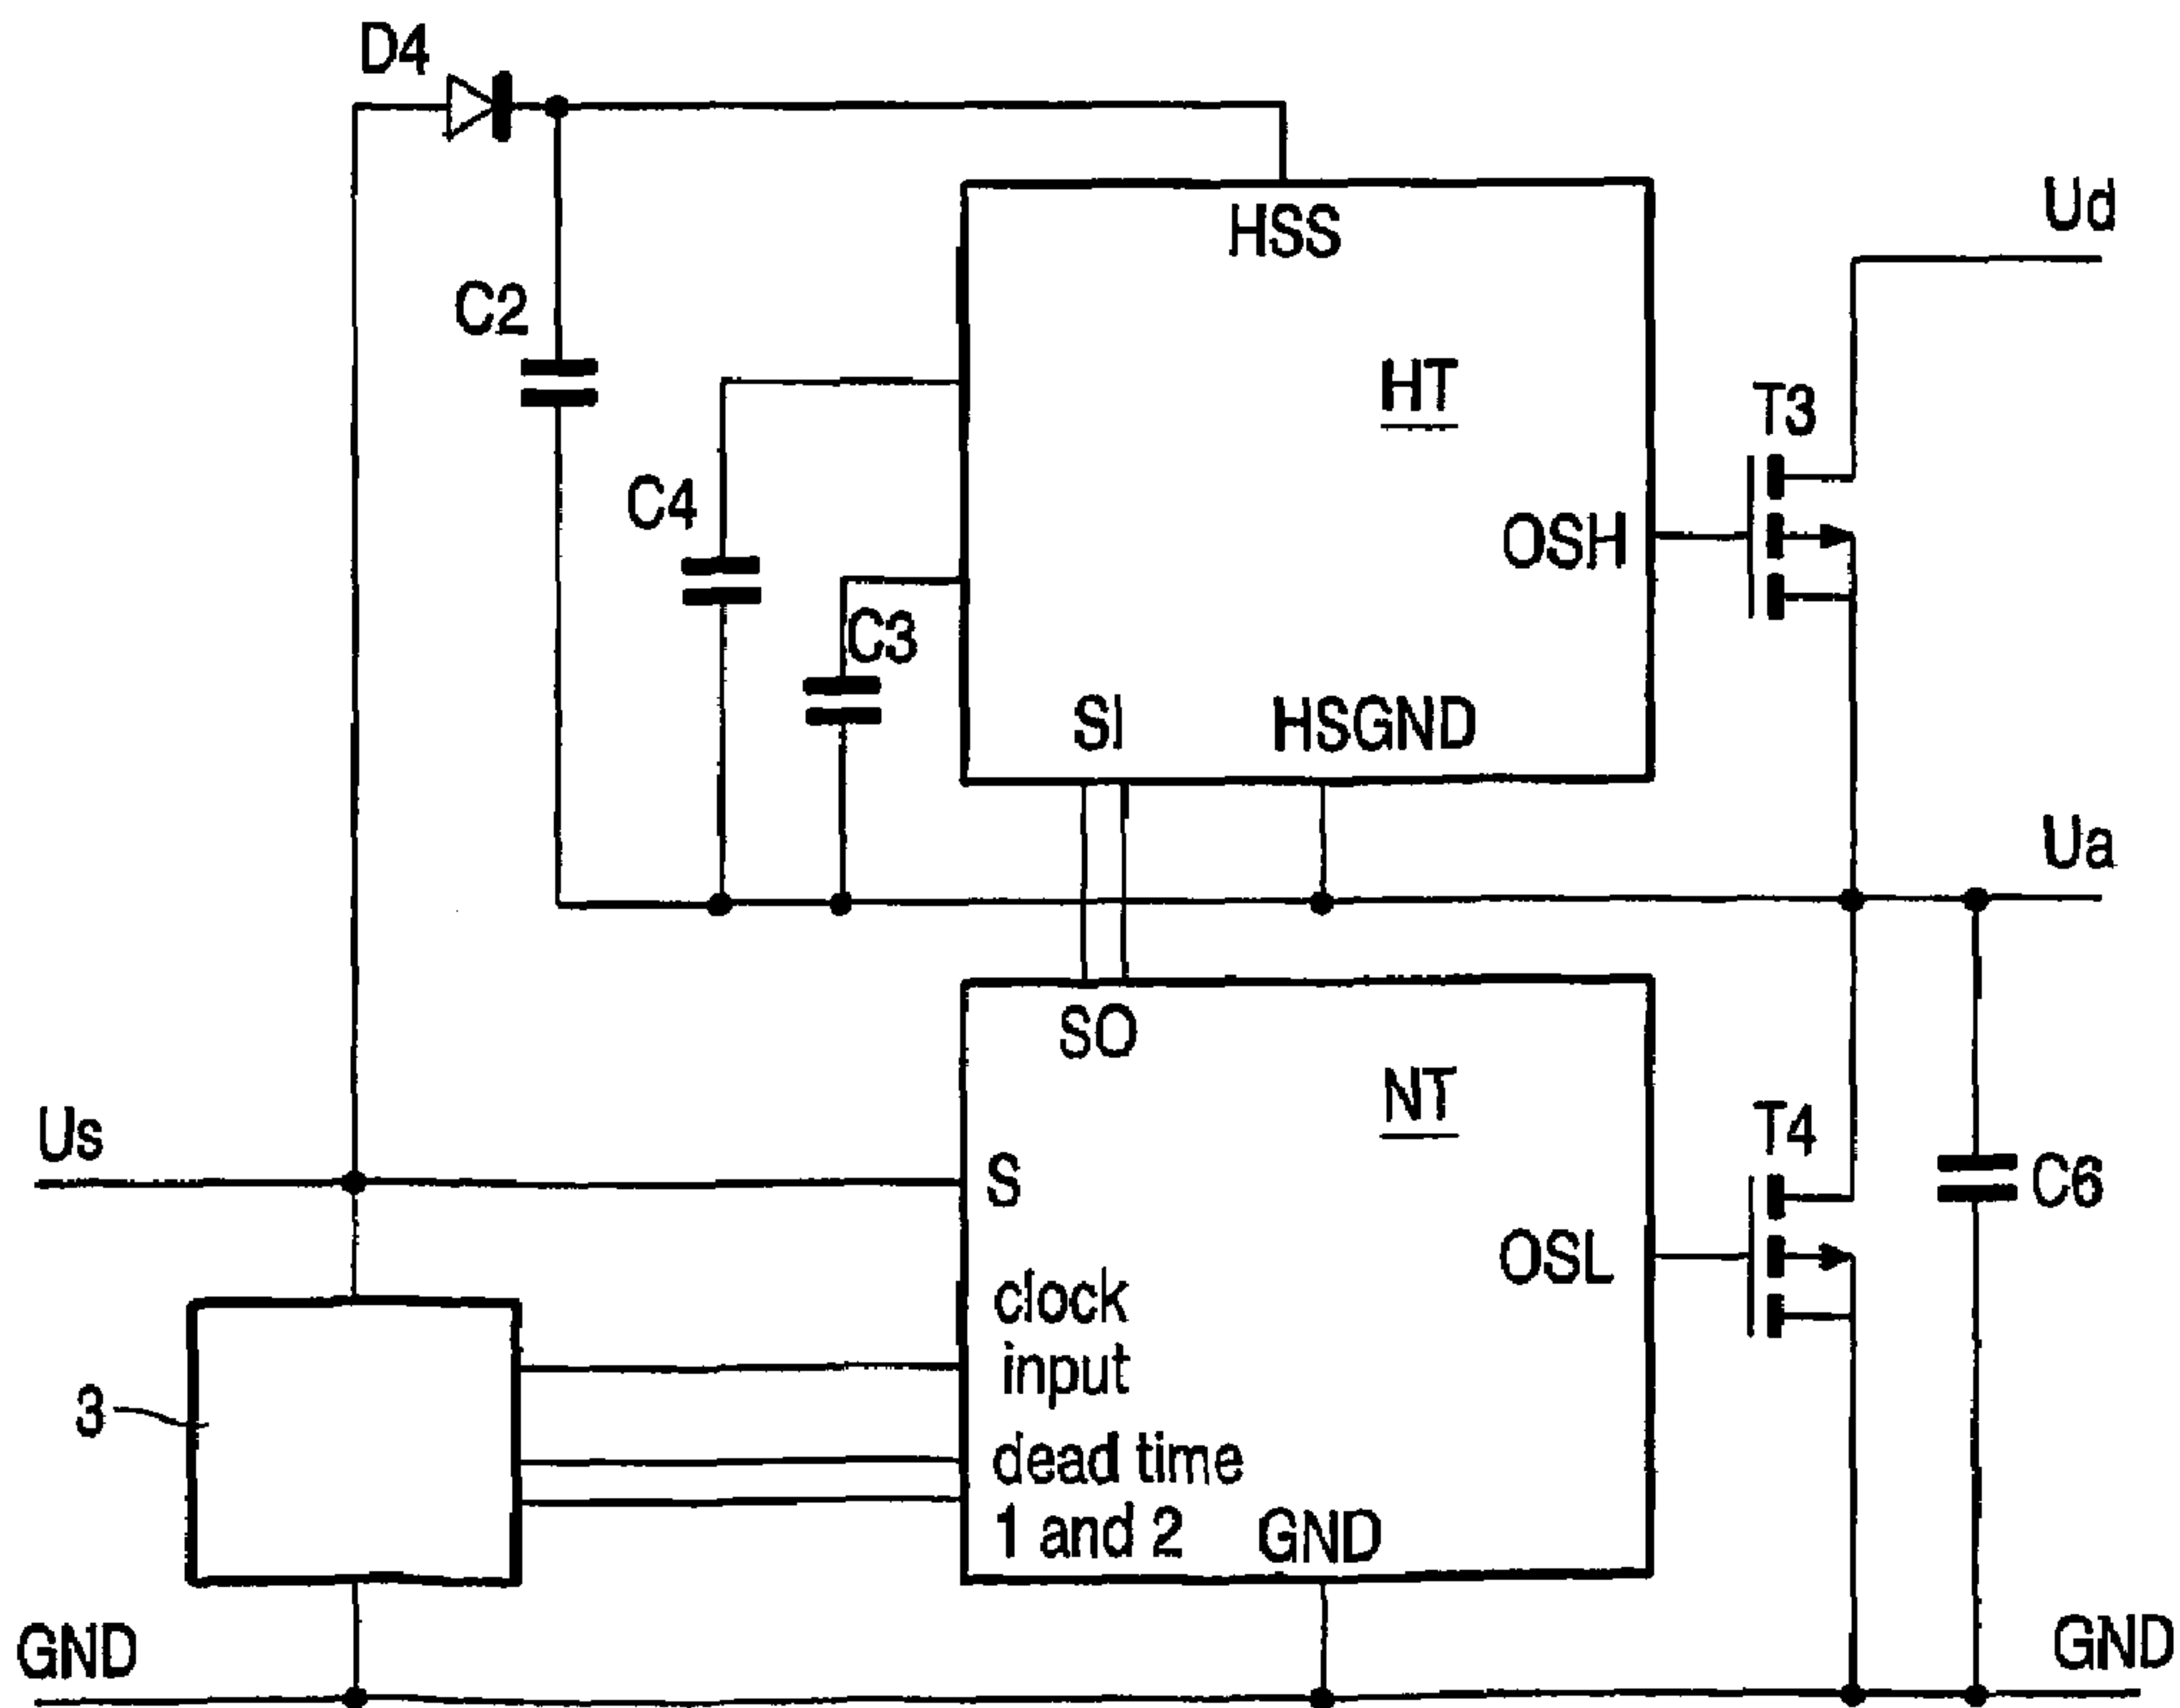 D4
HSS
Ud
C2
HT
T3
C4
OSH
C3
SI
HSGND
Ua
SO
NT
Us
T4
S
C6
OSL
clock
input
3
dead time
1 and 2
GND
GND
GND